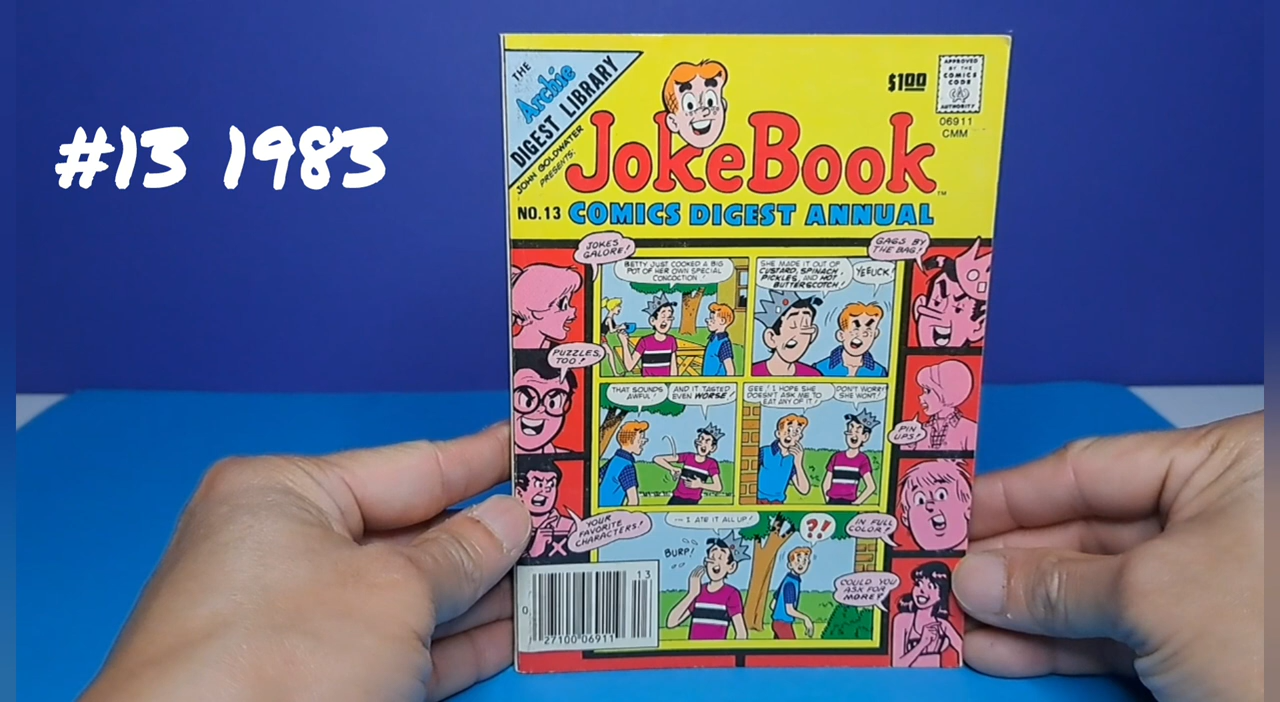 #13 1983
THE
Archie
DIGEST LIBRARY
JOHN GOLDWATER
PRESENTS:
$1.00
APPROVED
BY THE
COMICS
CODE
CA
AUTHORITY
06911
CMM
JokeBook™
NO. 13 COMICS DIGEST ANNUAL
JOKES
GALORE!
GAGS BY
THE BAG!
BETTY JUST COOKED A BIG
POT OF HER OWN SPECIAL
CONCOCTION!
SHE MADE IT OUT OF
CUSTARD, SPINACH,
PICKLES, AND HOT
BUTTERSCOTCH!
YEEUCK!
PUZZLES,
TOO!
THAT SOUNDS
AWFUL!
AND IT TASTED
EVEN WORSE!
GEE! I HOPE SHE
DOESN'T ASK ME TO
EAT ANY OF IT!
DON'T WORRY!
SHE WON'T!
PIN
UPS!
YOUR
FAVORITE
CHARACTERS!
--- I ATE IT ALL UP!
?!
BURP!
IN FULL
COLOR!
COULD YOU
ASK FOR
MORE?
13
0
27100 06911